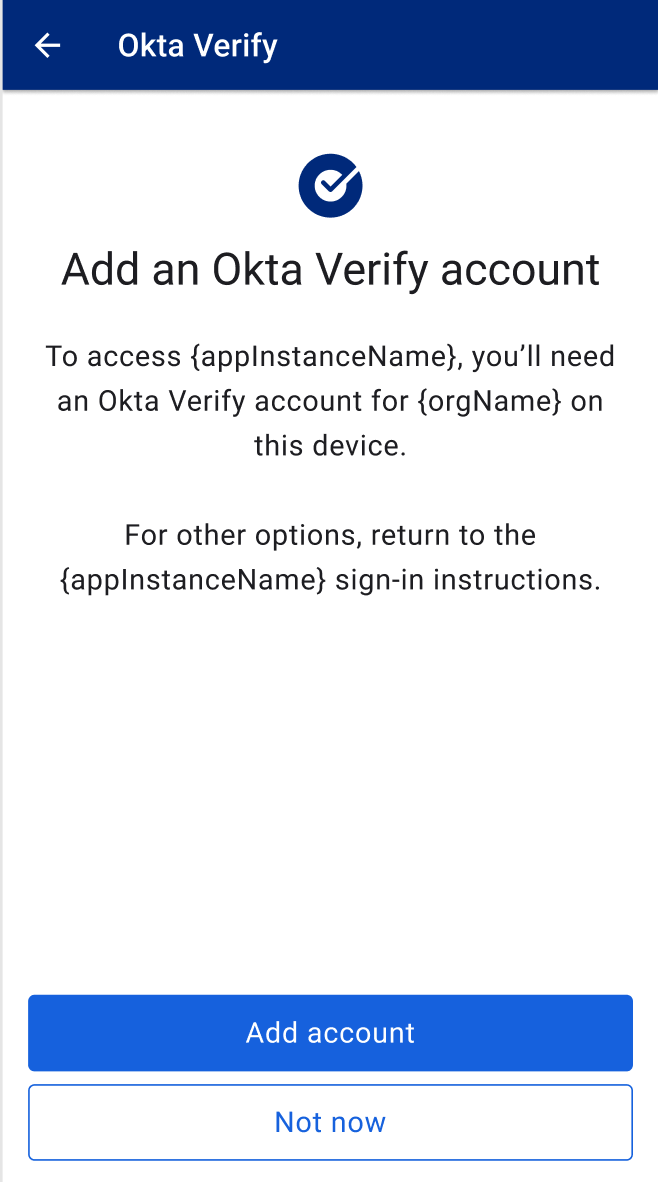 Okta Verify
Add an Okta Verify account
To access {appInstanceName}, you’ll need
an Okta Verify account for {orgName} on
this device.
For other options, return to the
{appInstanceName} sign-in instructions.
Add account
Not now